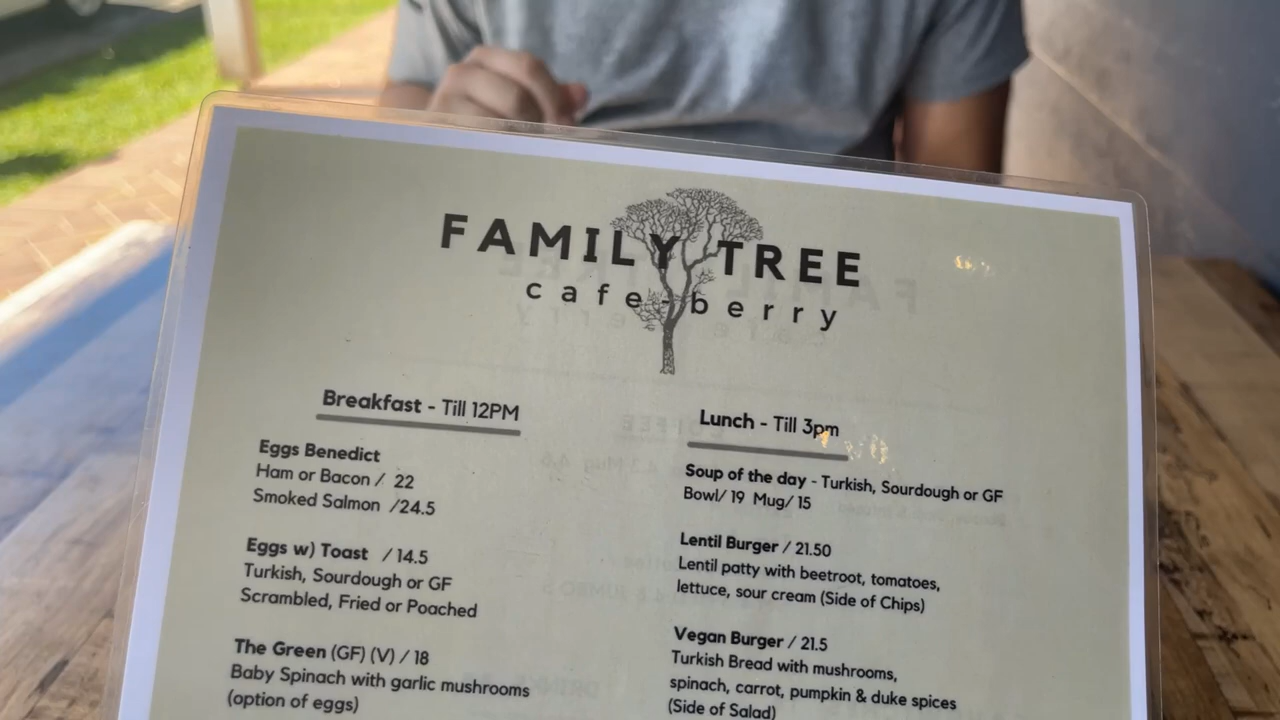 FAMILY TREE
cafe-berry
Breakfast - Till 12PM
Eggs Benedict
Ham or Bacon / 22
Smoked Salmon /24.5
Eggs w) Toast /14.5
Turkish, Sourdough or GF
Scrambled, Fried or Poached
The Green (GF) (V) / 18
Baby Spinach with garlic mushrooms
(option of eggs)
Lunch - Till 3pm
Soup of the day - Turkish, Sourdough or GF
Bowl/ 19 Mug/ 15
Lentil Burger / 21.50
Lentil patty with beetroot, tomatoes,
lettuce, sour cream (Side of Chips)
Vegan Burger / 21.5
Turkish Bread with mushrooms,
spinach, carrot, pumpkin & duke spices
(Side of Salad)